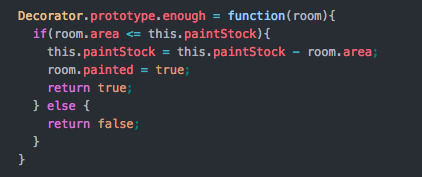 Decorator.prototype.enough = function(room){
  if(room.area <= this.paintStock){
    this.paintStock = this.paintStock - room.area;
    room.painted = true;
    return true;
  } else {
    return false;
  }
}